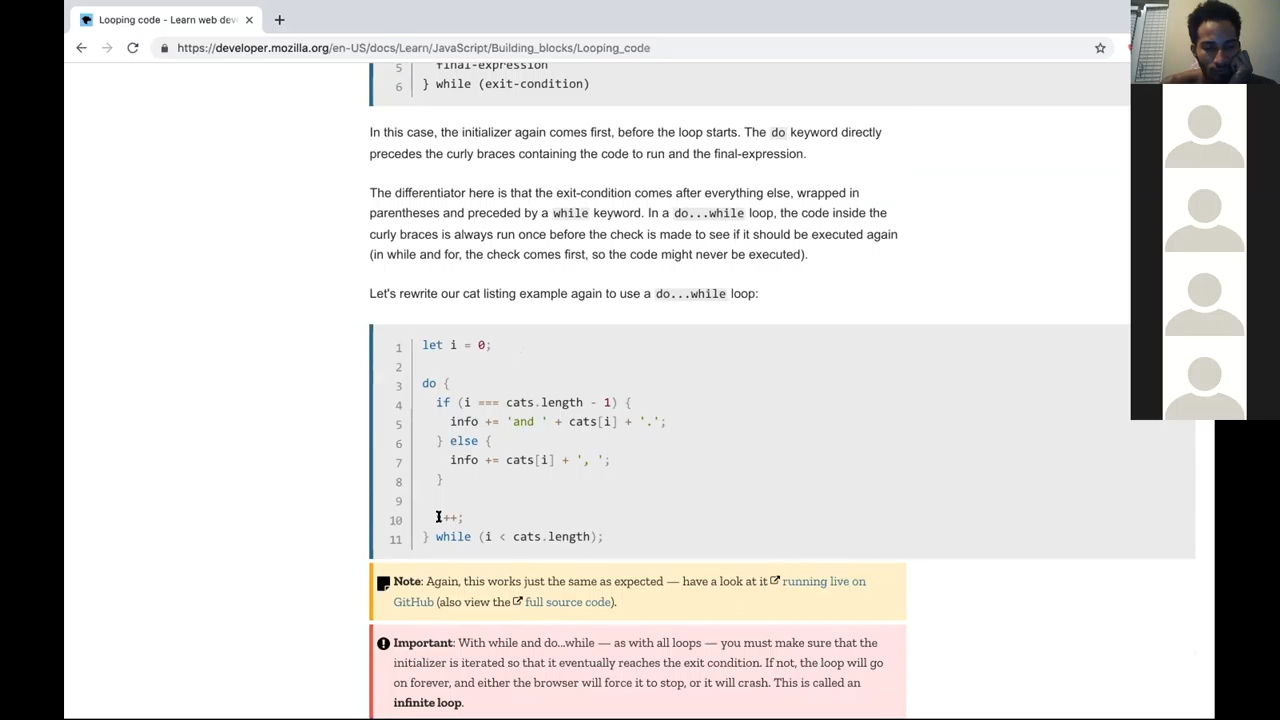 Looping code - Learn web dev
https://developer.mozilla.org/en-US/docs/Learn/JavaScript/Building_blocks/Looping_code
5 final-expression
6 } while (exit-condition)
In this case, the initializer again comes first, before the loop starts. The do keyword directly
precedes the curly braces containing the code to run and the final-expression.
The differentiator here is that the exit-condition comes after everything else, wrapped in
parentheses and preceded by a while keyword. In a do...while loop, the code inside the
curly braces is always run once before the check is made to see if it should be executed again
(in while and for, the check comes first, so the code might never be executed).
Let's rewrite our cat listing example again to use a do...while loop:
1 let i = 0;
2
3 do {
4 if (i === cats.length - 1) {
5 info += 'and ' + cats[i] + '.';
6 } else {
7 info += cats[i] + ', ';
8 }
9
10 i++;
11 } while (i < cats.length);
Note: Again, this works just the same as expected — have a look at it running live on
GitHub (also view the full source code).
Important: With while and do...while — as with all loops — you must make sure that the
initializer is iterated so that it eventually reaches the exit condition. If not, the loop will go
on forever, and either the browser will force it to stop, or it will crash. This is called an
infinite loop.